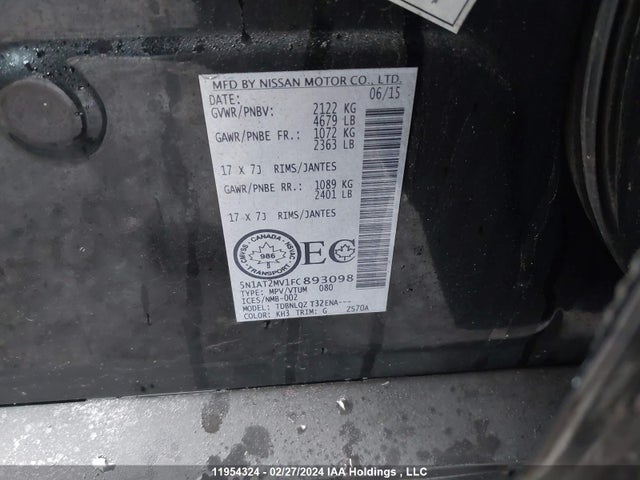 MFD BY NISSAN MOTOR CO., LTD.
DATE: 06/15
GVWR/PNBV: 2122 KG
4679 LB
GAWR/PNBE FR.: 1072 KG
2363 LB
17 X 7J RIMS/JANTES
GAWR/PNBE RR.: 1089 KG
2401 LB
17 X 7J RIMS/JANTES
CANADA
CMVSS NSVAC
986
TRANSPORT
EC
5N1AT2MV1FC893098
TYPE: MPV/VTUM 080
ICES/NMB-002
MODEL: TDBNLQZ T32ENA---
COLOR: KH3 TRIM: G 2S70A
11954324 - 02/27/2024 IAA Holdings , LLC